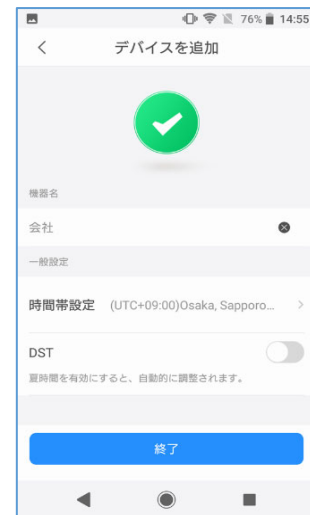 76% 14:55
デバイスを追加
機器名
会社
一般設定
時間帯設定 (UTC+09:00)Osaka, Sapporo...
DST
夏時間を有効にすると、自動的に調整されます。
終了